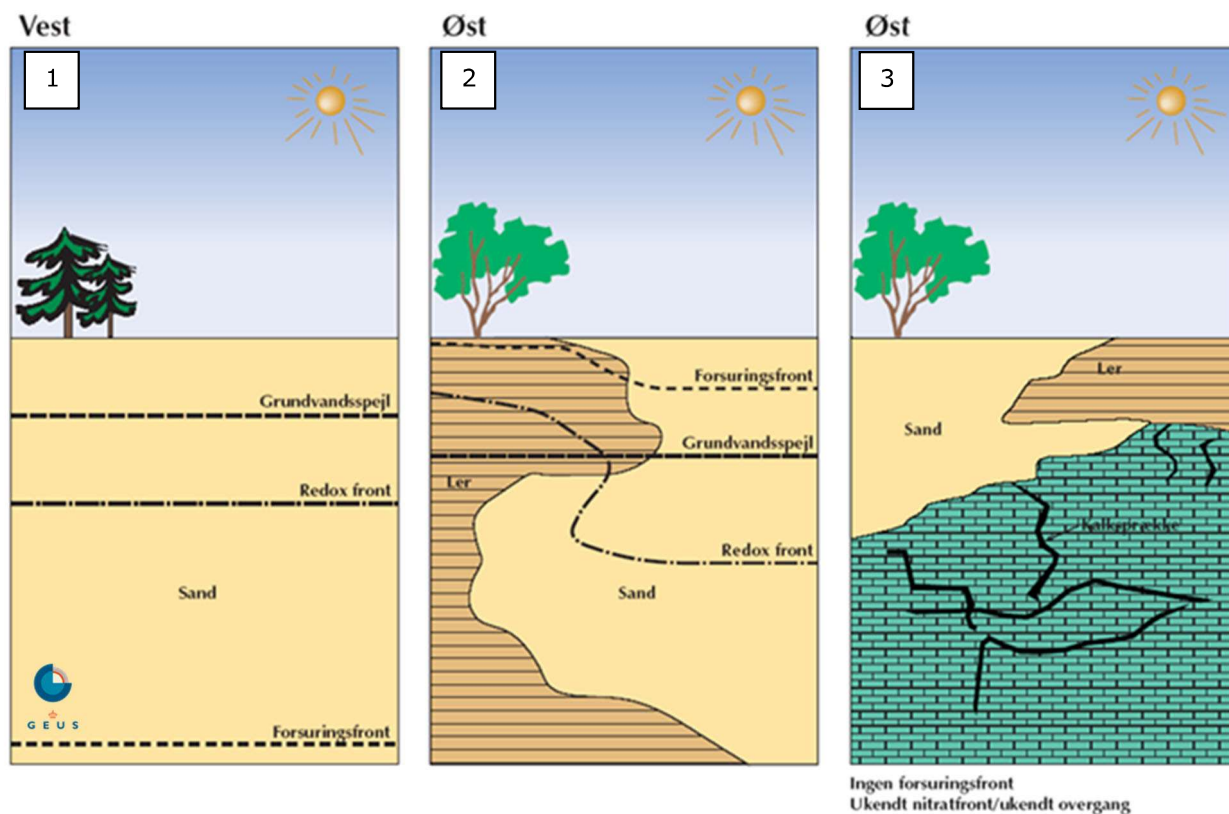 Vest
1
Grundvandsspejl
Redox front
Sand
GEUS
Forsuringsfront
Øst
2
Forsuringsfront
Grundvandsspejl
Ler
Redox front
Sand
Øst
3
Ler
Sand
Kalksprække
Ingen forsuringsfront
Ukendt nitratfront/ukendt overgang